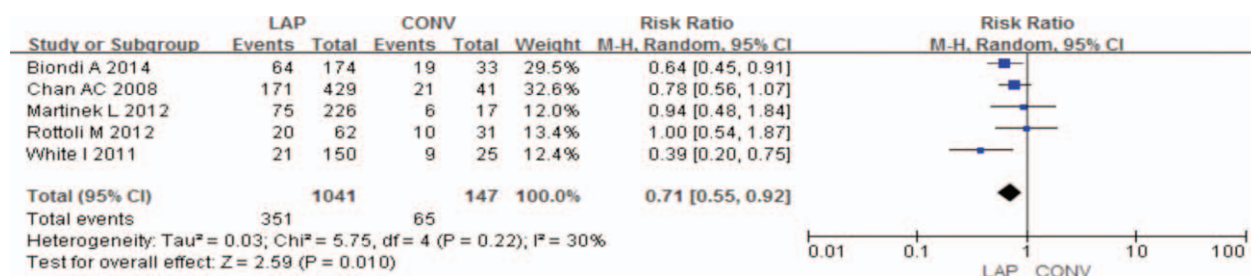 LAP CONV Risk Ratio Risk Ratio
Study or Subgroup Events Total Events Total Weight M-H, Random, 95% CI M-H, Random, 95% CI
Biondi A 2014 64 174 19 33 29.5% 0.64 [0.45, 0.91]
Chan AC 2008 171 429 21 41 32.6% 0.78 [0.56, 1.07]
Martinek L 2012 75 226 6 17 12.0% 0.94 [0.48, 1.84]
Rottoli M 2012 20 62 10 31 13.4% 1.00 [0.54, 1.87]
White I 2011 21 150 9 25 12.4% 0.39 [0.20, 0.75]
Total (95% CI) 1041 147 100.0% 0.71 [0.55, 0.92]
Total events 351 65
Heterogeneity: Tau² = 0.03; Chi² = 5.75, df = 4 (P = 0.22); I² = 30%
Test for overall effect: Z = 2.59 (P = 0.010)
0.01 0.1 1 10 100
LAP CONV